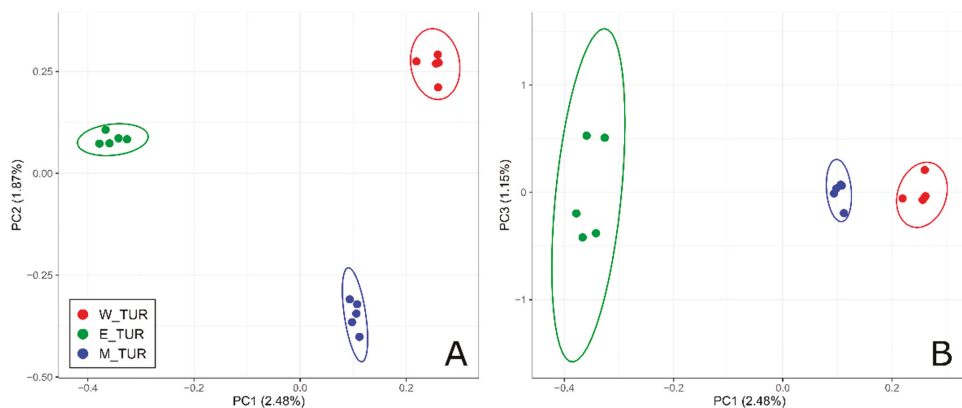 0.25
0.00
−0.25
−0.50
PC2 (1.87%)
W_TUR
E_TUR
M_TUR
A
−0.4
−0.2
0.0
0.2
PC1 (2.48%)
1
0
−1
PC3 (1.15%)
B
−0.4
−0.2
0.0
0.2
PC1 (2.48%)